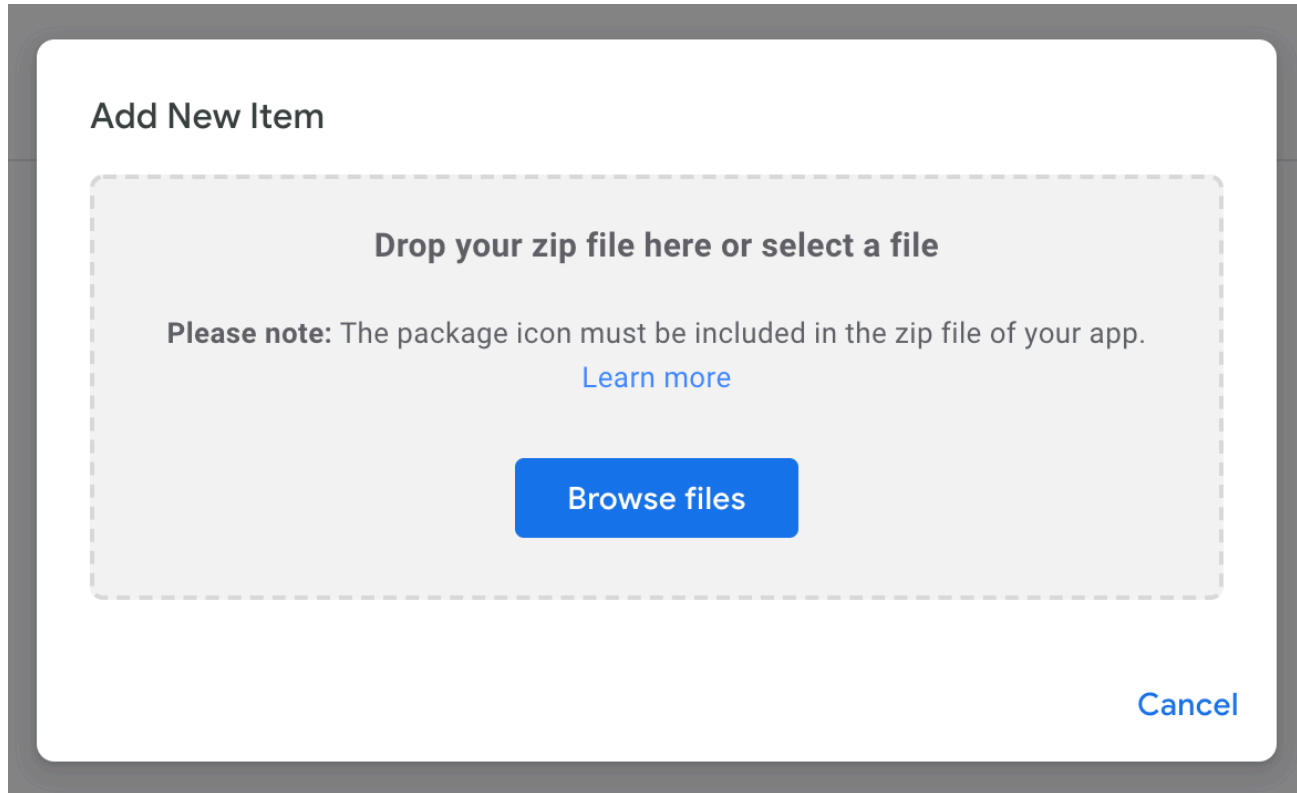 Add New Item
Drop your zip file here or select a file
Please note: The package icon must be included in the zip file of your app.
Learn more
Browse files
Cancel